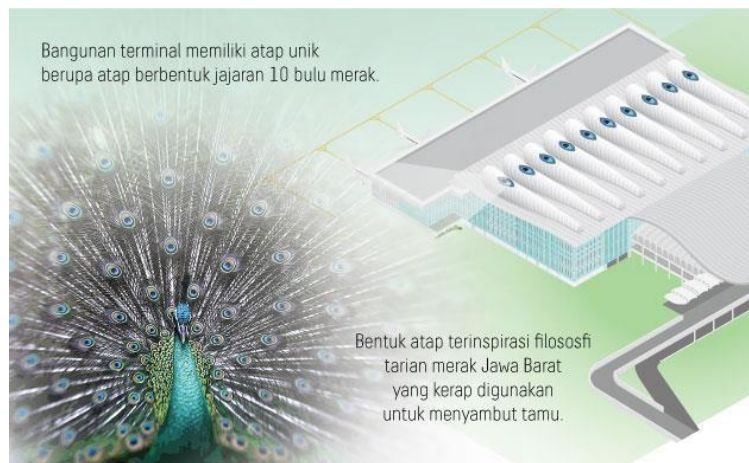 Bangunan terminal memiliki atap unik
berupa atap berbentuk jajaran 10 bulu merak.
Bentuk atap terinspirasi filososfi
tarian merak Jawa Barat
yang kerap digunakan
untuk menyambut tamu.